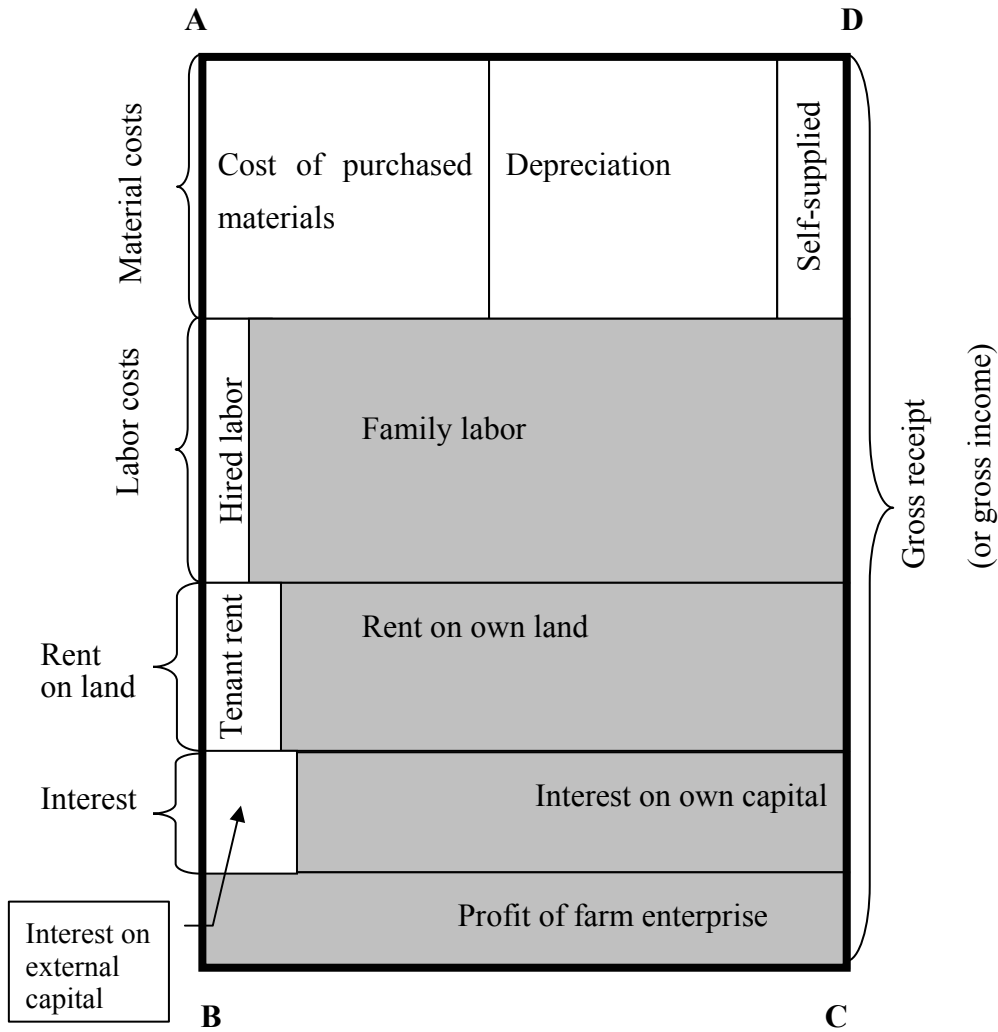 A
D
Material costs
Cost of purchased
materials
Depreciation
Self-supplied
Labor costs
Hired labor
Family labor
Gross receipt
(or gross income)
Rent
on land
Tenant rent
Rent on own land
Interest
Interest on own capital
Profit of farm enterprise
Interest on
external
capital
B
C